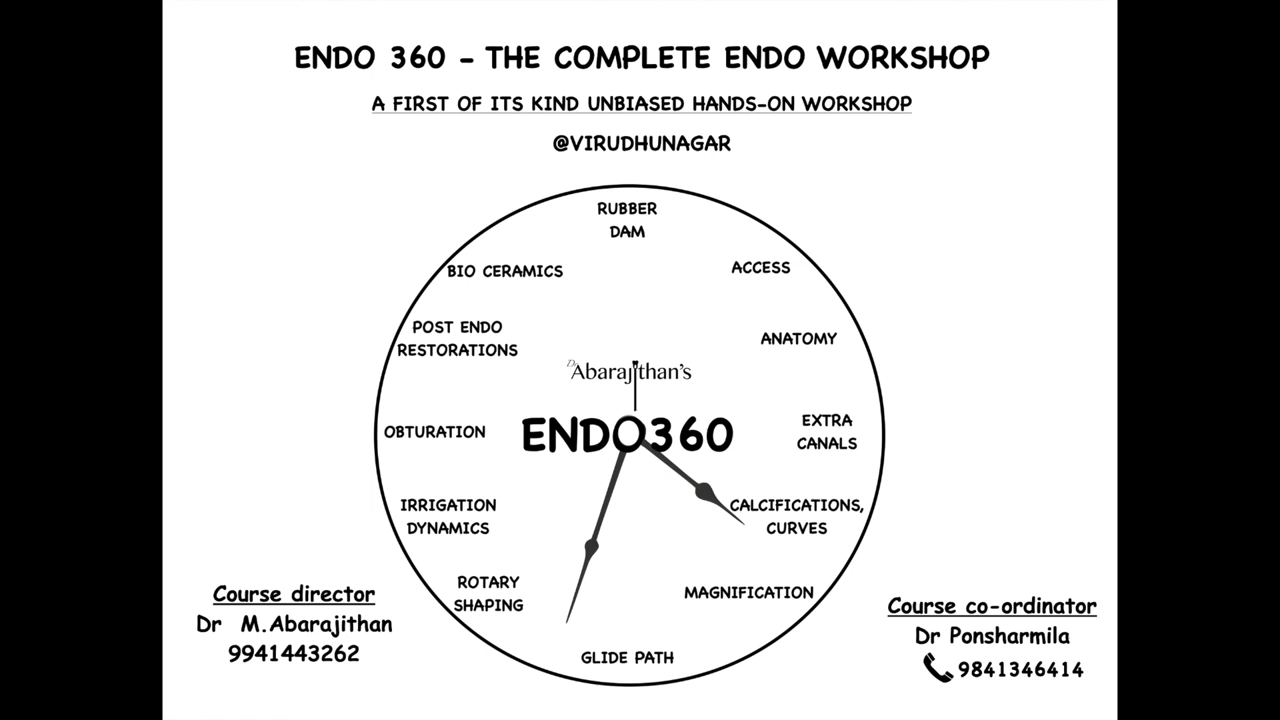 ENDO 360 - THE COMPLETE ENDO WORKSHOP
A FIRST OF ITS KIND UNBIASED HANDS-ON WORKSHOP
@VIRUDHUNAGAR
RUBBER
DAM
ACCESS
ANATOMY
EXTRA
CANALS
CALCIFICATIONS,
CURVES
MAGNIFICATION
GLIDE PATH
ROTARY
SHAPING
IRRIGATION
DYNAMICS
OBTURATION
POST ENDO
RESTORATIONS
BIO CERAMICS
Dr Abarajithan's
ENDO360
Course director
Dr M.Abarajithan
9941443262
Course co-ordinator
Dr Ponsharmila
9841346414